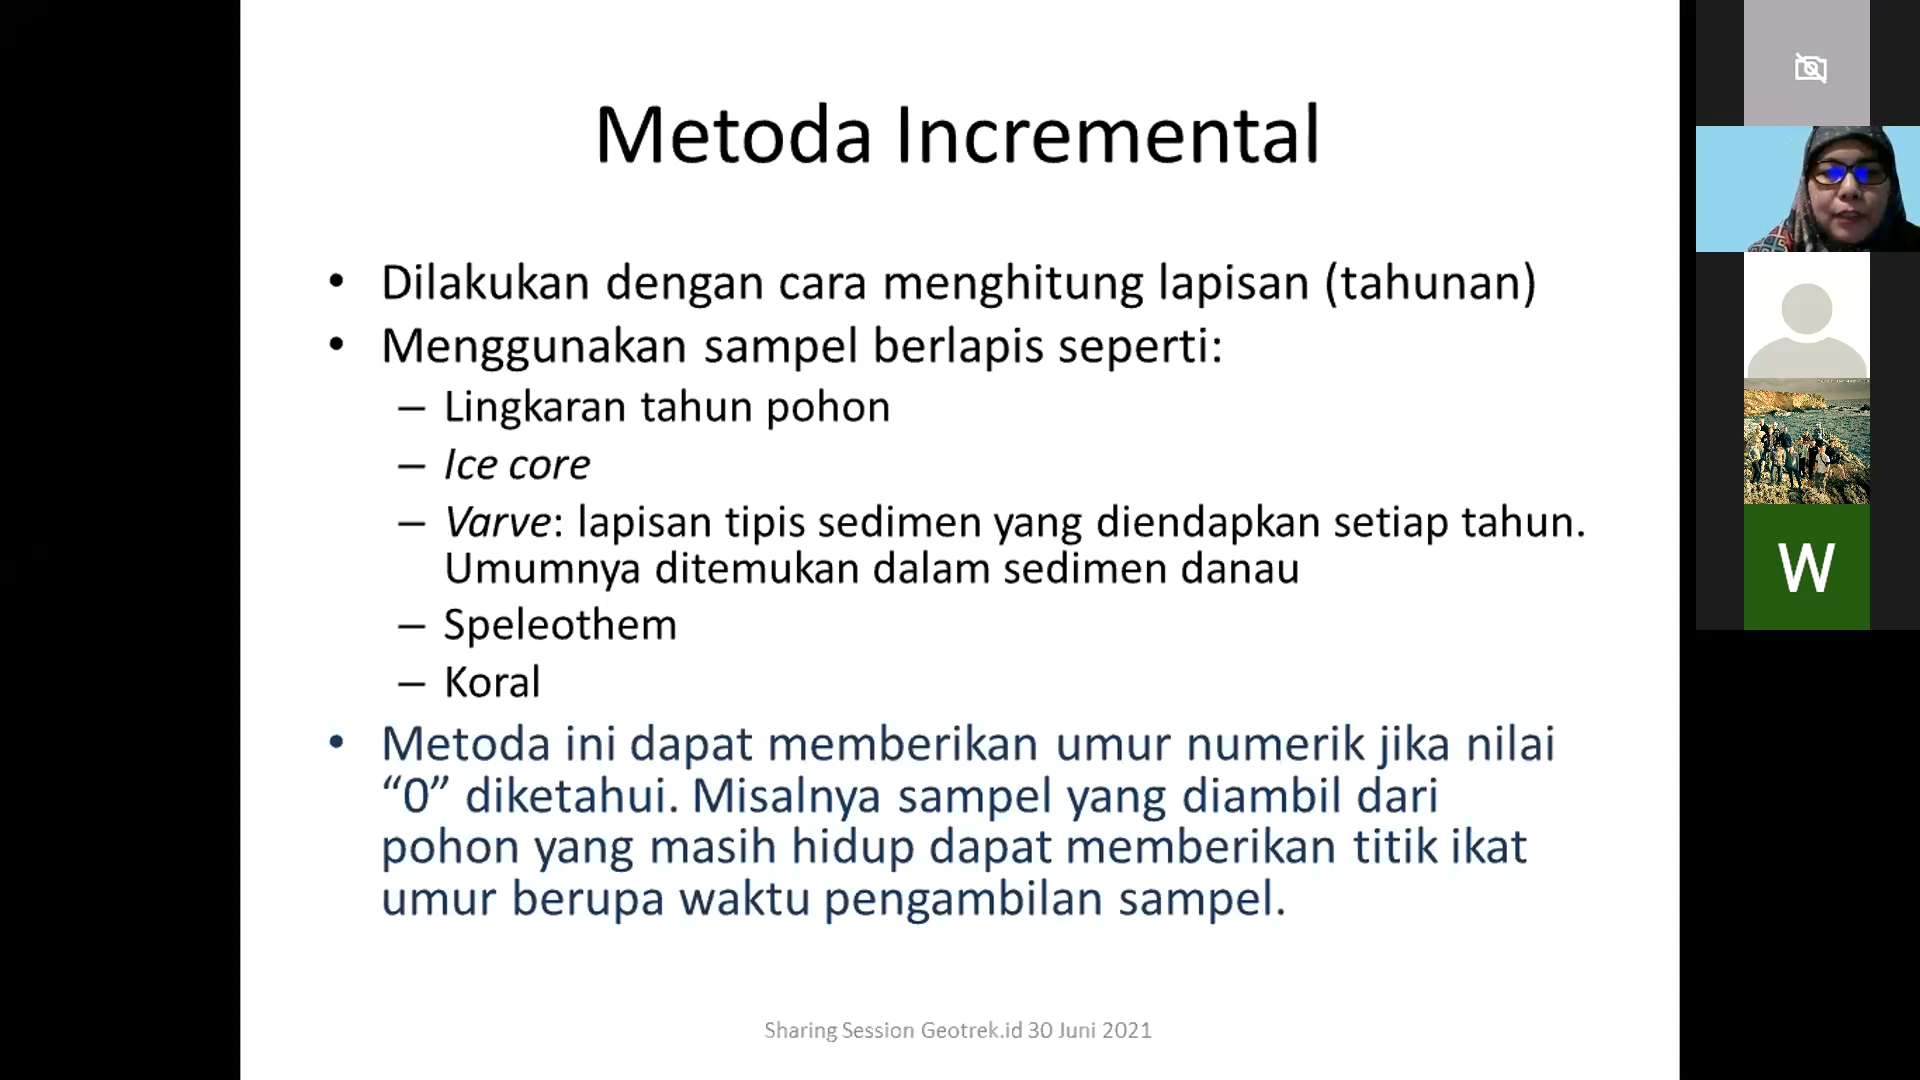 Metoda Incremental
• Dilakukan dengan cara menghitung lapisan (tahunan)
• Menggunakan sampel berlapis seperti:
– Lingkaran tahun pohon
– Ice core
– Varve: lapisan tipis sedimen yang diendapkan setiap tahun.
Umumnya ditemukan dalam sedimen danau
– Speleothem
– Koral
• Metoda ini dapat memberikan umur numerik jika nilai
“0” diketahui. Misalnya sampel yang diambil dari
pohon yang masih hidup dapat memberikan titik ikat
umur berupa waktu pengambilan sampel.
Sharing Session Geotrek.id 30 Juni 2021
W